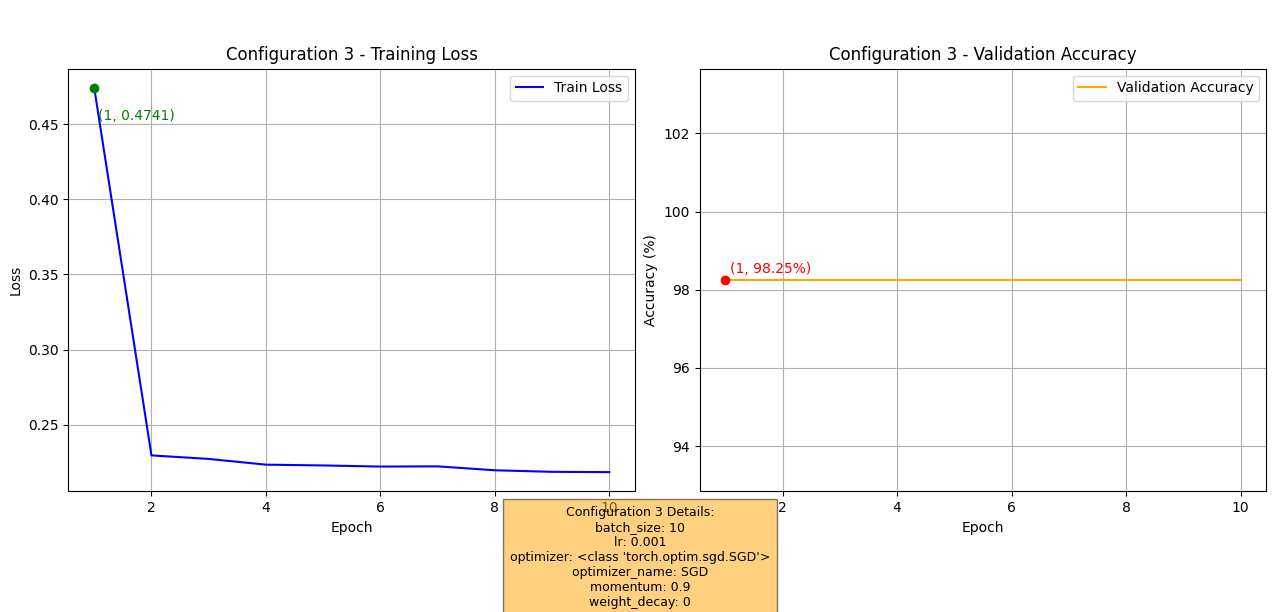 Configuration 3 - Training Loss
Train Loss
(1, 0.4741)
0.45
0.40
0.35
0.30
0.25
Loss
2
4
6
8
10
Epoch
Configuration 3 - Validation Accuracy
Validation Accuracy
(1, 98.25%)
102
100
98
96
94
Accuracy (%)
2
4
6
8
10
Epoch
Configuration 3 Details:
batch_size: 10
lr: 0.001
optimizer: <class 'torch.optim.sgd.SGD'>
optimizer_name: SGD
momentum: 0.9
weight_decay: 0